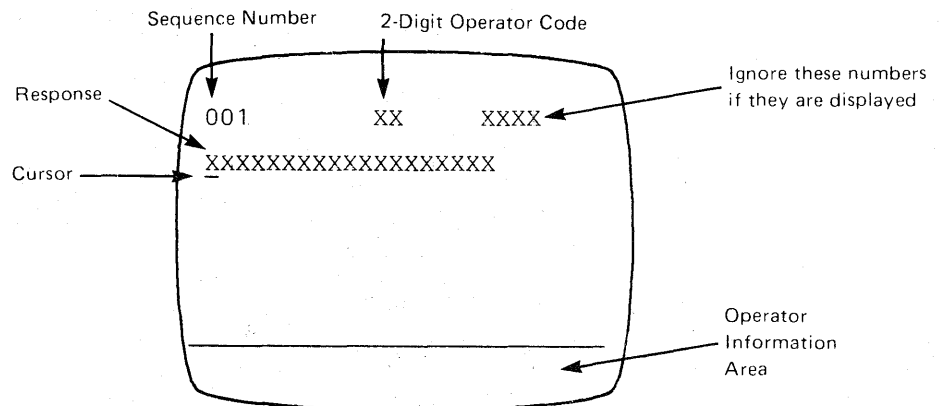 Sequence Number
2-Digit Operator Code
Ignore these numbers
if they are displayed
Response
001
XX
XXXX
XXXXXXXXXXXXXXXXXXX
Cursor
Operator
Information
Area